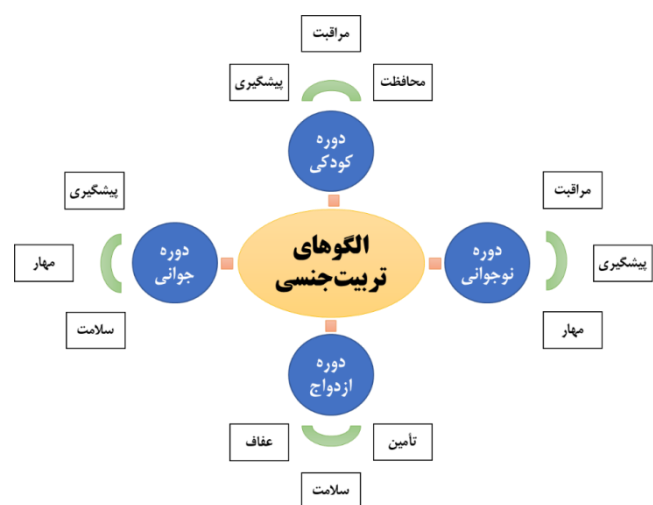 مراقبت
محافظت
پیشگیری
دوره
کودکی
مراقبت
پیشگیری
مهار
دوره
نوجوانی
الگوهای
تربیت‌جنسی
دوره
جوانی
پیشگیری
مهار
سلامت
دوره
ازدواج
تأمین
عفاف
سلامت